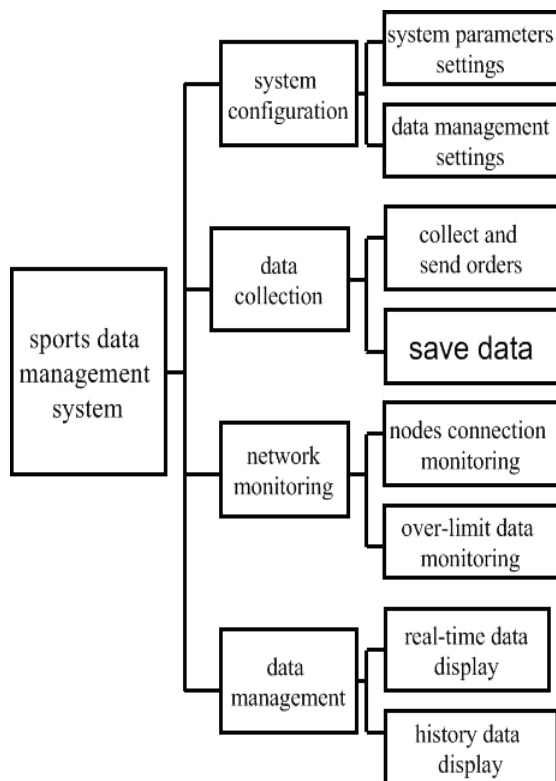 sports data
management
system
system
configuration
system parameters
settings
data management
settings
data
collection
collect and
send orders
save data
network
monitoring
nodes connection
monitoring
over-limit data
monitoring
data
management
real-time data
display
history data
display